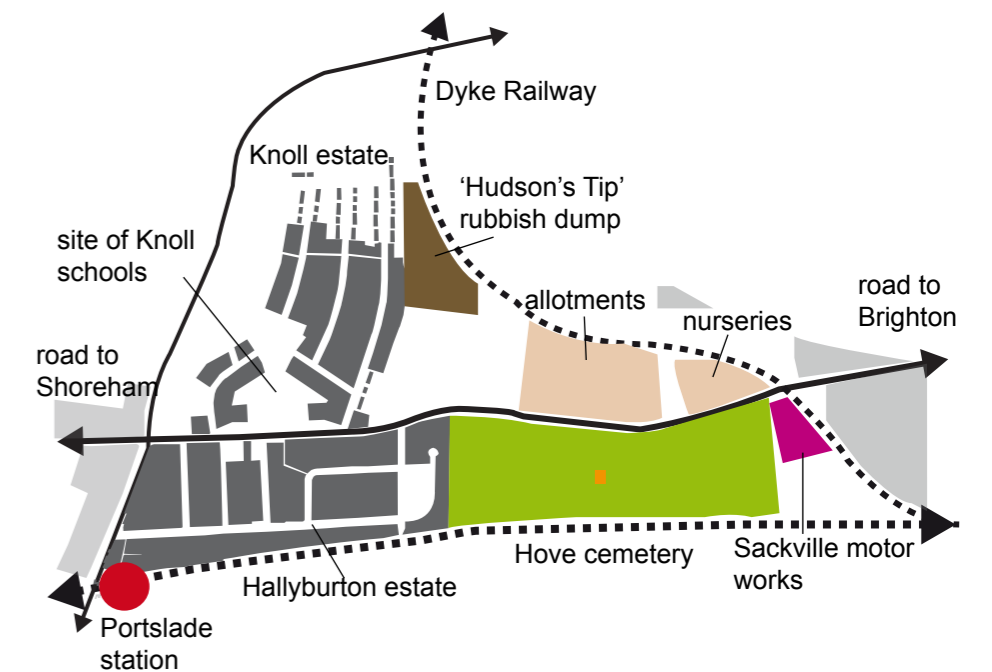 Dyke Railway
Knoll estate
‘Hudson’s Tip’
rubbish dump
site of Knoll
schools
allotments
nurseries
road to
Brighton
road to
Shoreham
Hove cemetery
Sackville motor
works
Hallyburton estate
Portslade
station